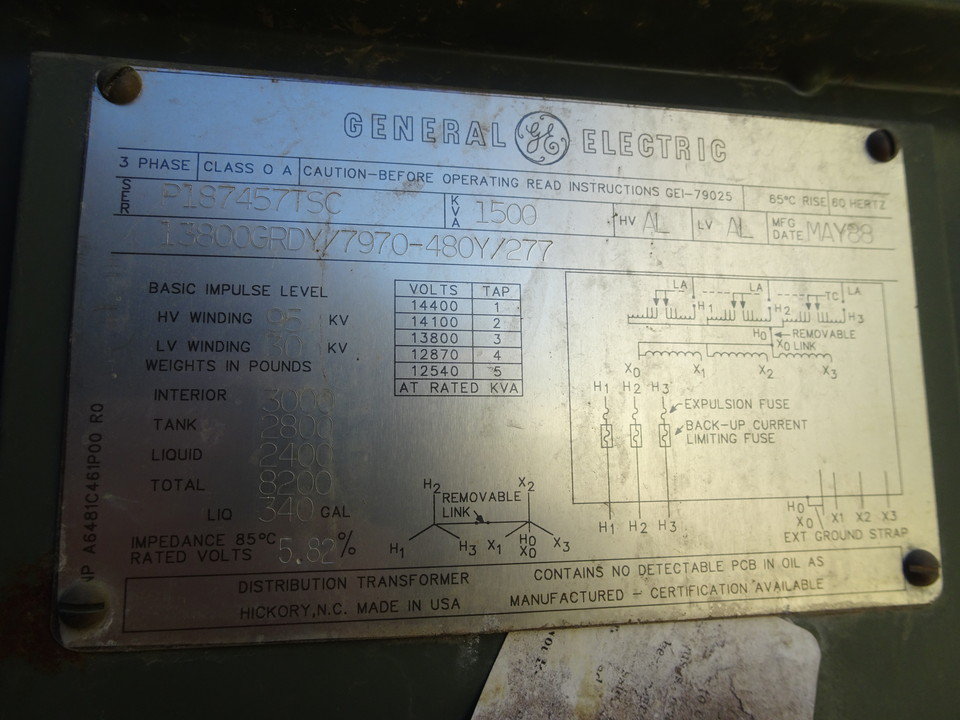 GENERAL GE ELECTRIC
3 PHASE CLASS O A CAUTION-BEFORE OPERATING READ INSTRUCTIONS GEI-79025 65°C RISE 60 HERTZ
SER P187457TSC KVA 1500 HV AL LV AL MFG DATE MAY88
13800GRDY/7970-480Y/277
BASIC IMPULSE LEVEL
HV WINDING 95 KV
LV WINDING 30 KV
WEIGHTS IN POUNDS
INTERIOR 3000
TANK 2800
LIQUID 2400
TOTAL 8200
LIQ 340 GAL
IMPEDANCE 85°C
RATED VOLTS 5.82%
VOLTS TAP
14400 1
14100 2
13800 3
12870 4
12540 5
AT RATED KVA
LA LA TC LA
H1 H2 H3
H0 REMOVABLE
X0 LINK
X0 X1 X2 X3
H1 H2 H3
EXPULSION FUSE
BACK-UP CURRENT
LIMITING FUSE
H1 H2 H3
H0
X0 X1 X2 X3
EXT GROUND STRAP
H2 X2
REMOVABLE
LINK
H1 H3 X1 H0 X3
X0
NP A6481C461P00 R0
DISTRIBUTION TRANSFORMER
HICKORY,N.C. MADE IN USA
CONTAINS NO DETECTABLE PCB IN OIL AS
MANUFACTURED - CERTIFICATION AVAILABLE